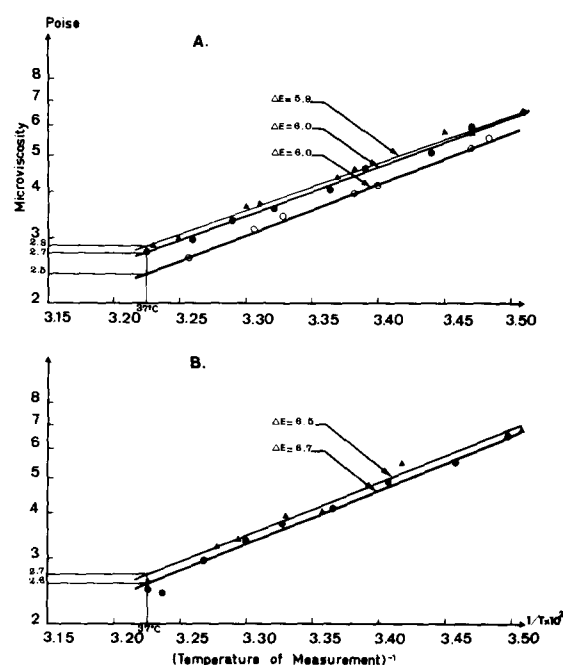 Poise
A.
8
7
6
5
4
3
2.8
2.7
2.5
2
Microviscosity
ΔE=5.9
ΔE=6.0
ΔE=6.0
37°C
3.15 3.20 3.25 3.30 3.35 3.40 3.45 3.50
B.
8
7
6
5
4
3
2.7
2.6
2
ΔE=6.5
ΔE=6.7
37°C
1/T×10³
3.15 3.20 3.25 3.30 3.35 3.40 3.45 3.50
(Temperature of Measurement)⁻¹